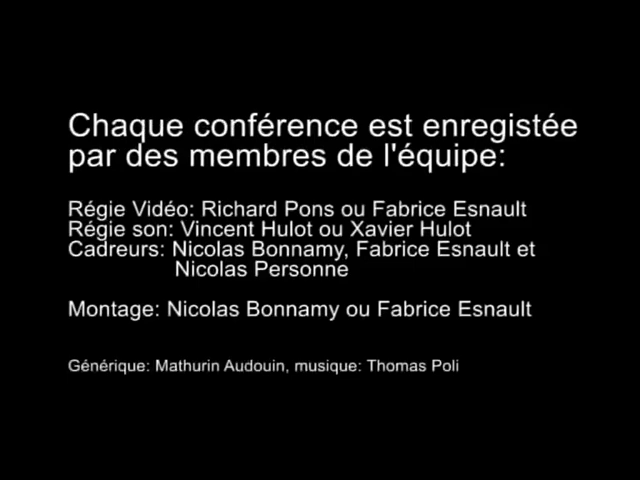 Chaque conférence est enregistée
par des membres de l'équipe:
Régie Vidéo: Richard Pons ou Fabrice Esnault
Régie son: Vincent Hulot ou Xavier Hulot
Cadreurs: Nicolas Bonnamy, Fabrice Esnault et
Nicolas Personne
Montage: Nicolas Bonnamy ou Fabrice Esnault
Générique: Mathurin Audouin, musique: Thomas Poli